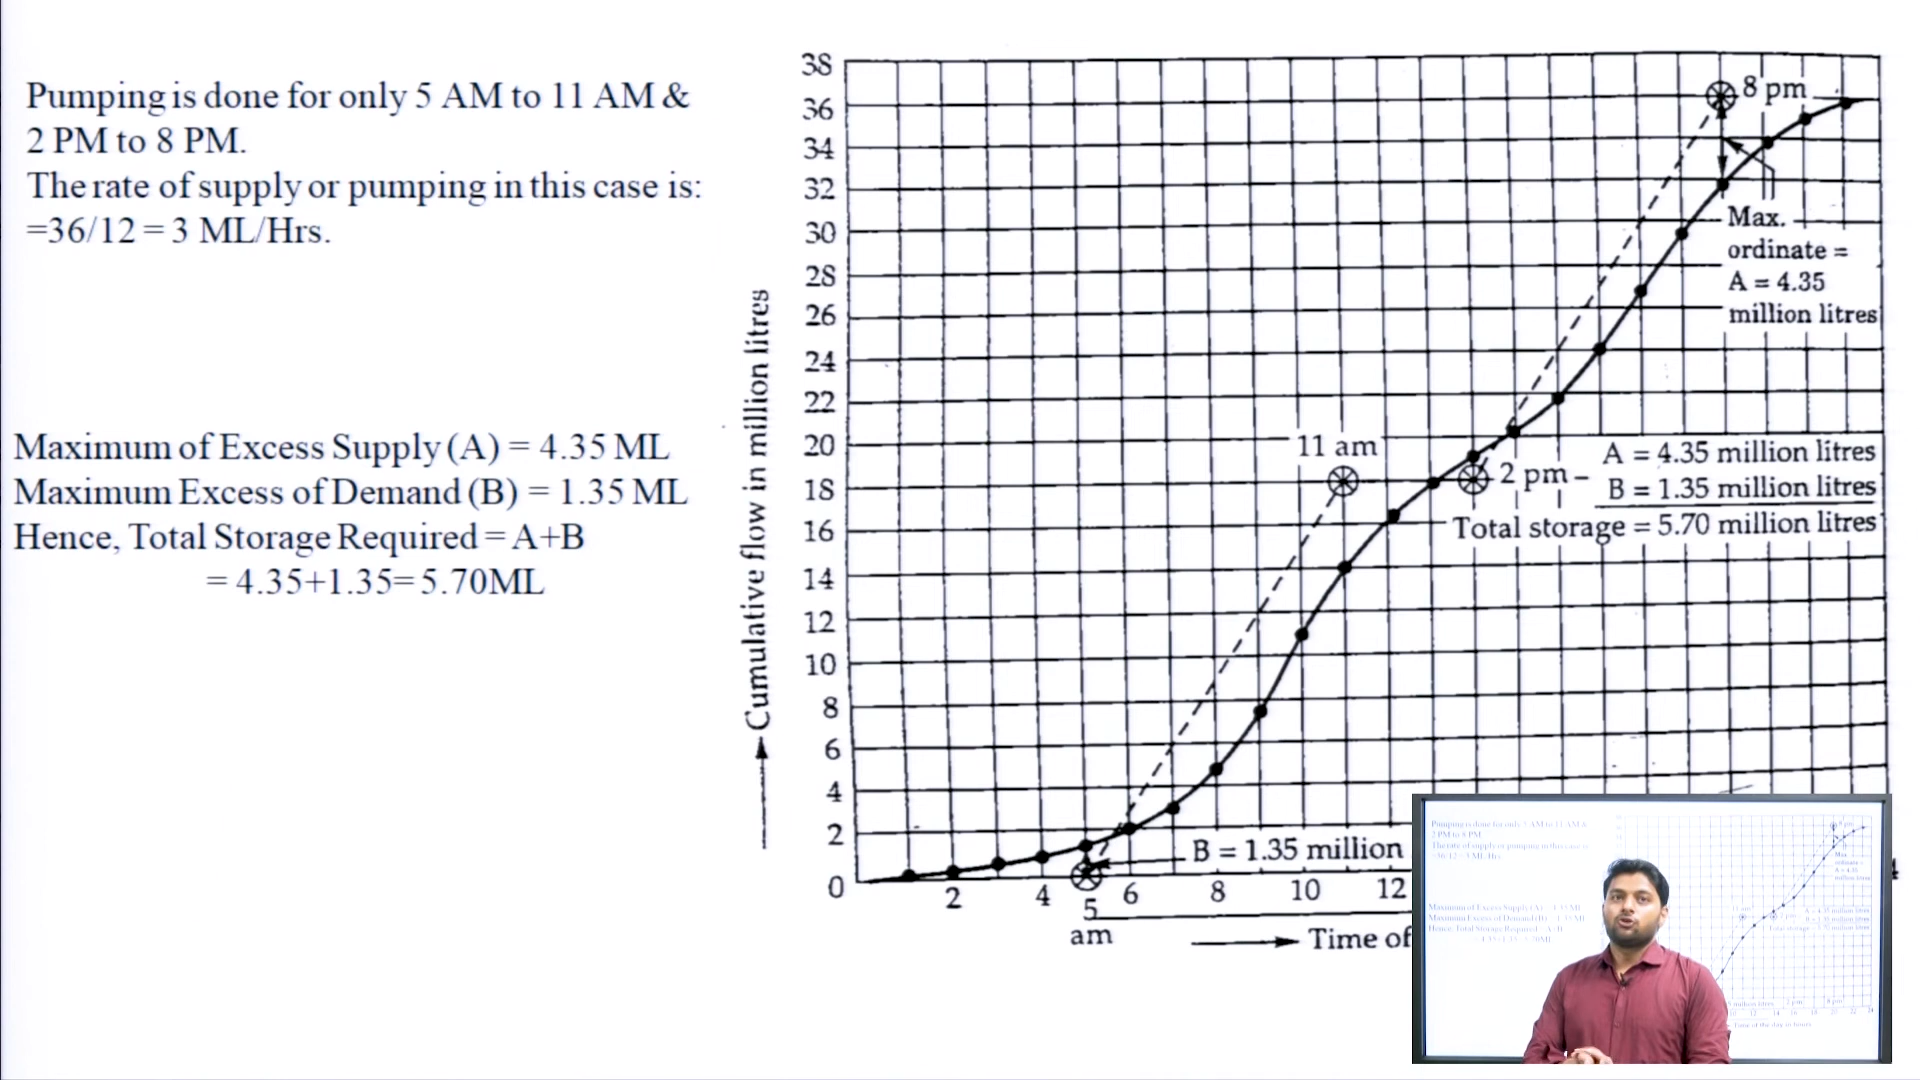 Pumping is done for only 5 AM to 11 AM &
2 PM to 8 PM.
The rate of supply or pumping in this case is:
=36/12 = 3 ML/Hrs.
Maximum of Excess Supply (A) = 4.35 ML
Maximum Excess of Demand (B) = 1.35 ML
Hence, Total Storage Required = A+B
= 4.35+1.35= 5.70ML
Cumulative flow in million litres
38
36
34
32
30
28
26
24
22
20
18
16
14
12
10
8
6
4
2
0
8 pm
Max.
ordinate =
A = 4.35
million litres
11 am
2 pm
A = 4.35 million litres
B = 1.35 million litres
Total storage = 5.70 million litres
B = 1.35 million
2
4
5
am
6
8
10
12
Time of